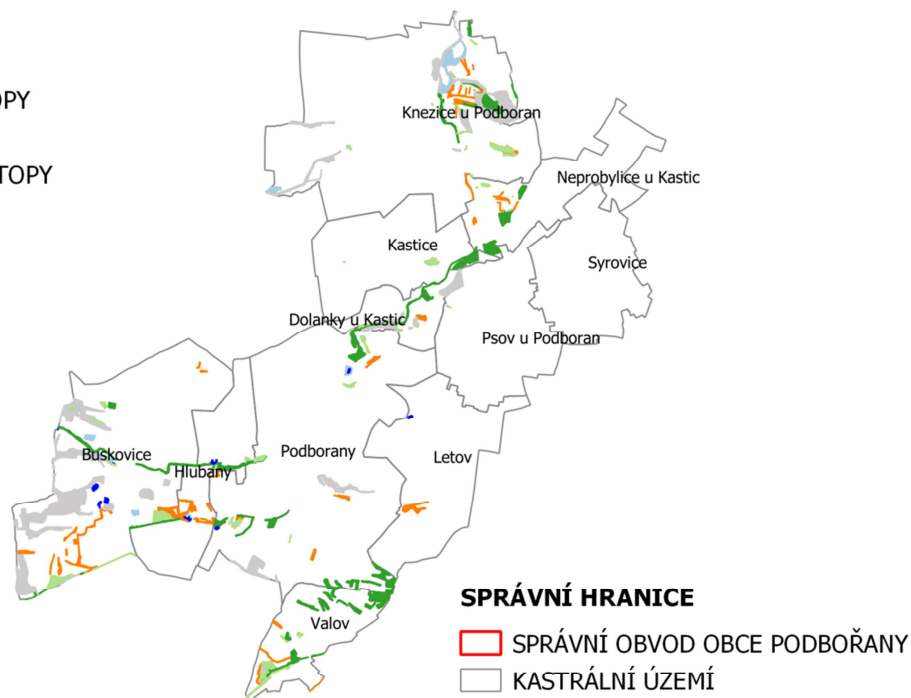 OPY
TOPY
Knezice u Podboran
Neprobylice u Kastic
Kastice
Syrovice
Dolanky u Kastic
Psov u Podboran
Buskovice
Hlubany
Podborany
Letov
Valov
SPRÁVNÍ HRANICE
SPRÁVNÍ OBVOD OBCE PODBOŘANY
KASTRÁLNÍ ÚZEMÍ